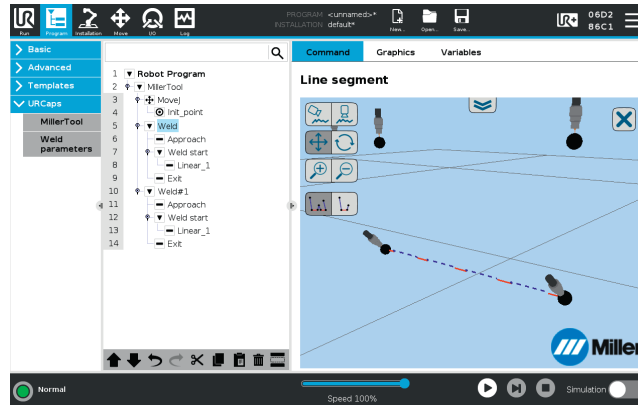 PROGRAM <unnamed>*
INSTALLATION default*
UR
Run
Program
Installation
Move
I/O
Log
New...
Open...
Save...
UR+
06D2
86C1
Basic
Advanced
Templates
URCaps
MillerTool
Weld
parameters
1 Robot Program
2 MillerTool
3 MoveJ
4 Init_point
5 Weld
6 Approach
7 Weld start
8 Linear_1
9 Exit
10 Weld#1
11 Approach
12 Weld start
13 Linear_1
14 Exit
Command Graphics Variables
Line segment
Miller
Normal
Speed 100%
Simulation